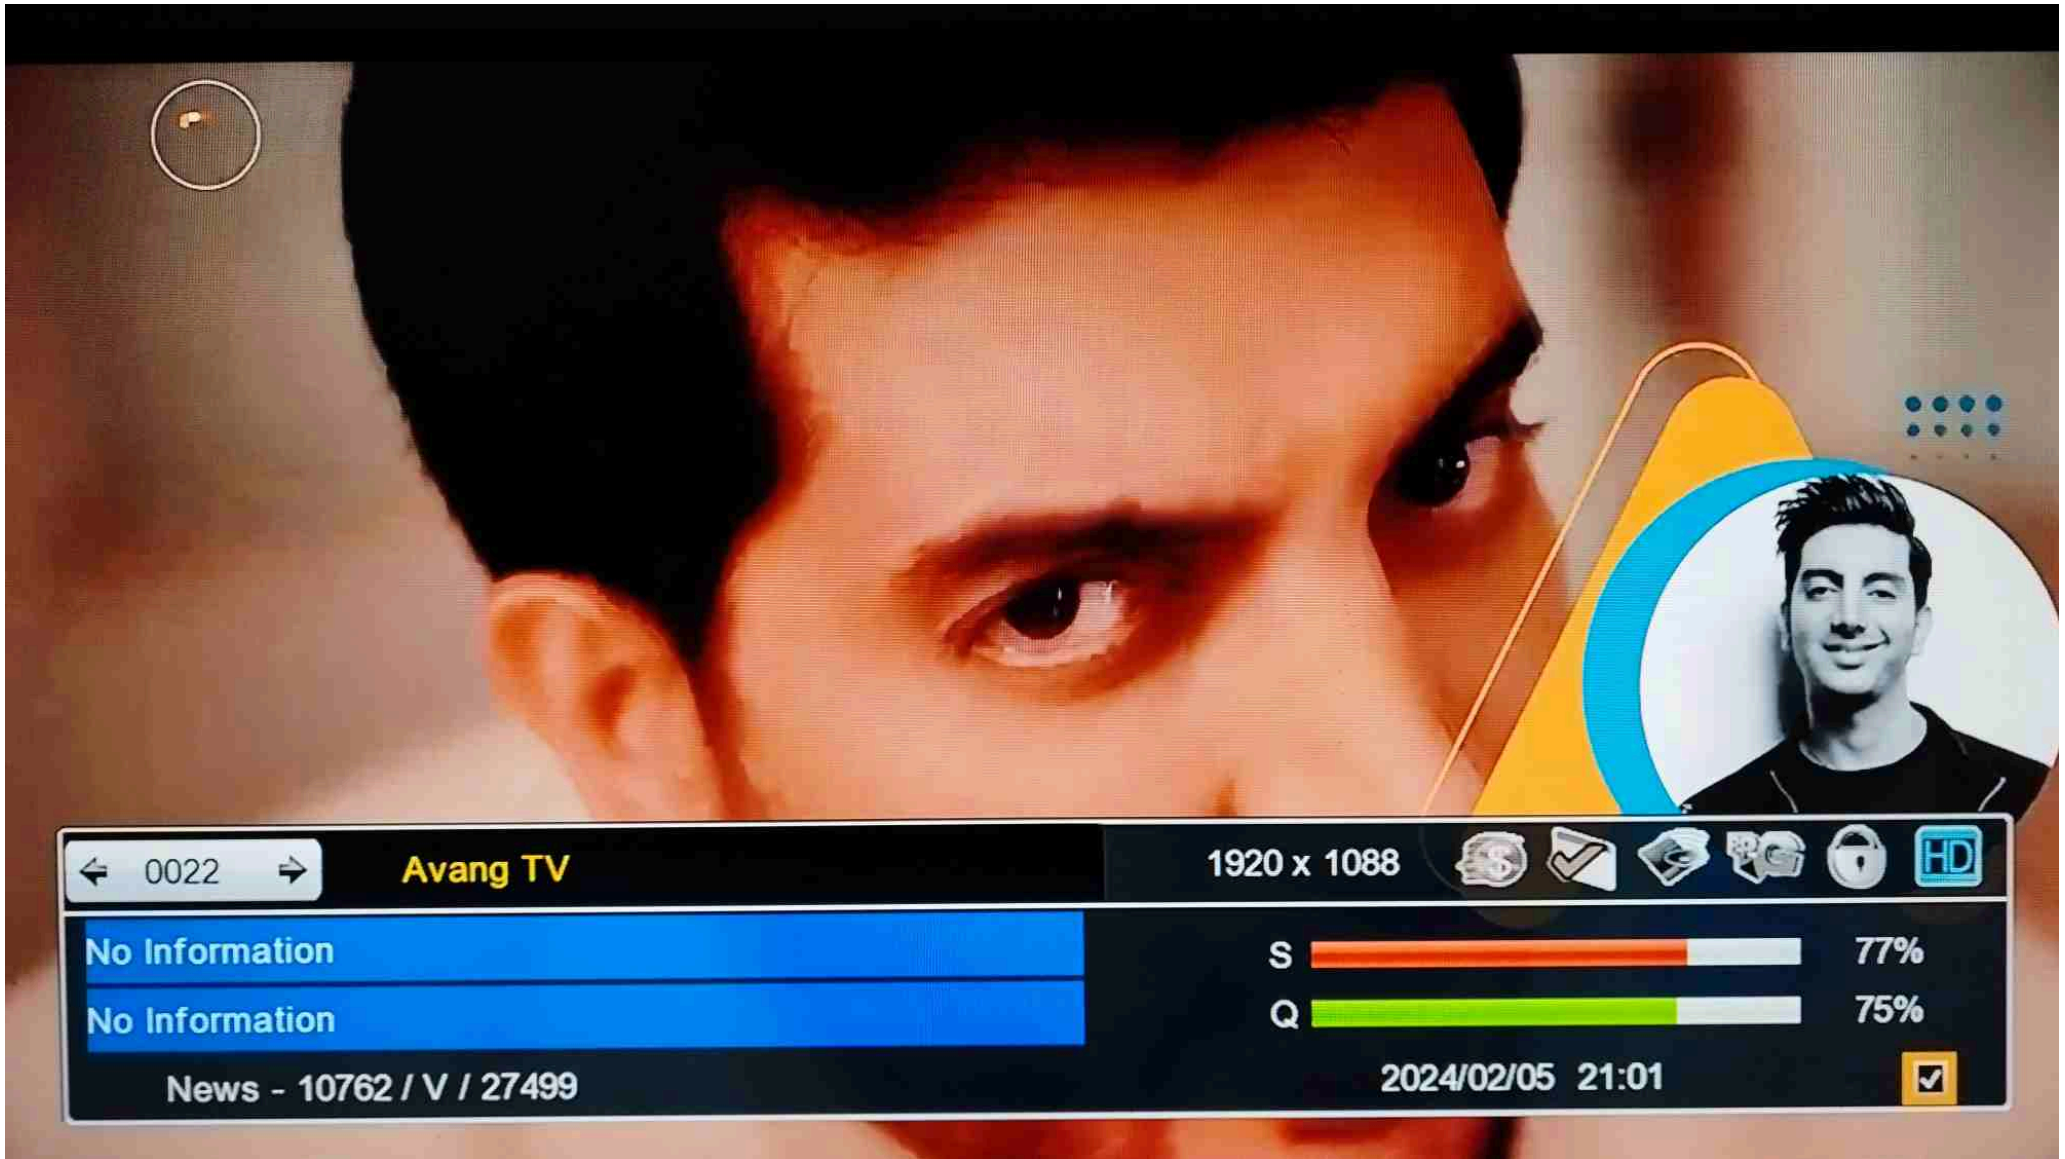 0022
Avang TV
1920 x 1088
HD
No Information
S 77%
No Information
Q 75%
News - 10762 / V / 27499
2024/02/05 21:01